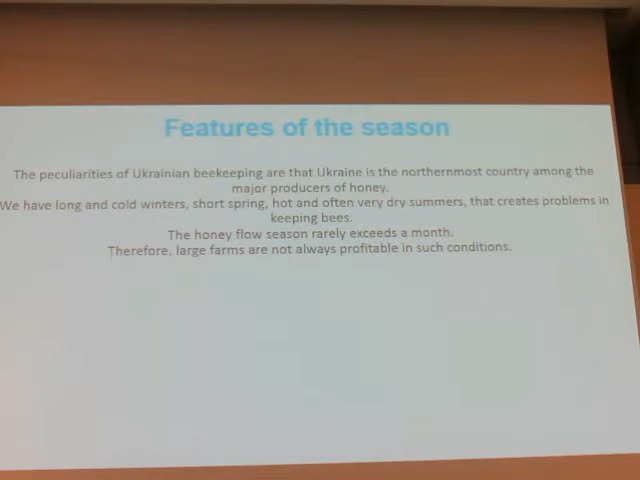 Features of the season
The peculiarities of Ukrainian beekeeping are that Ukraine is the northernmost country among the
major producers of honey.
We have long and cold winters, short spring, hot and often very dry summers, that creates problems in
keeping bees.
The honey flow season rarely exceeds a month.
Therefore, large farms are not always profitable in such conditions.